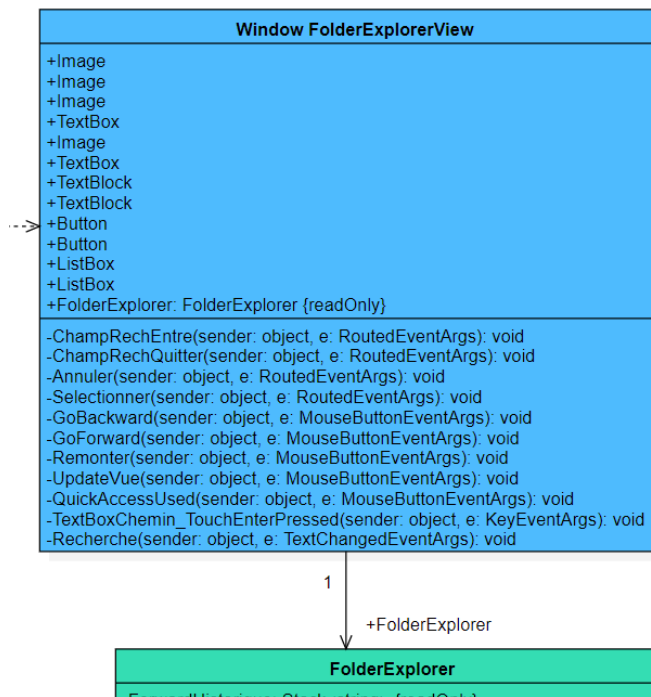 Window FolderExplorerView
+Image
+Image
+Image
+TextBox
+Image
+TextBox
+TextBlock
+TextBlock
+Button
+Button
+ListBox
+ListBox
+FolderExplorer: FolderExplorer {readOnly}
-ChampRechEntre(sender: object, e: RoutedEventArgs): void
-ChampRechQuitter(sender: object, e: RoutedEventArgs): void
-Annuler(sender: object, e: RoutedEventArgs): void
-Selectionner(sender: object, e: RoutedEventArgs): void
-GoBackward(sender: object, e: MouseButtonEventArgs): void
-GoForward(sender: object, e: MouseButtonEventArgs): void
-Remonter(sender: object, e: MouseButtonEventArgs): void
-UpdateVue(sender: object, e: MouseButtonEventArgs): void
-QuickAccessUsed(sender: object, e: MouseButtonEventArgs): void
-TextBoxChemin_TouchEnterPressed(sender: object, e: KeyEventArgs): void
-Recherche(sender: object, e: TextChangedEventArgs): void
1
+FolderExplorer
FolderExplorer